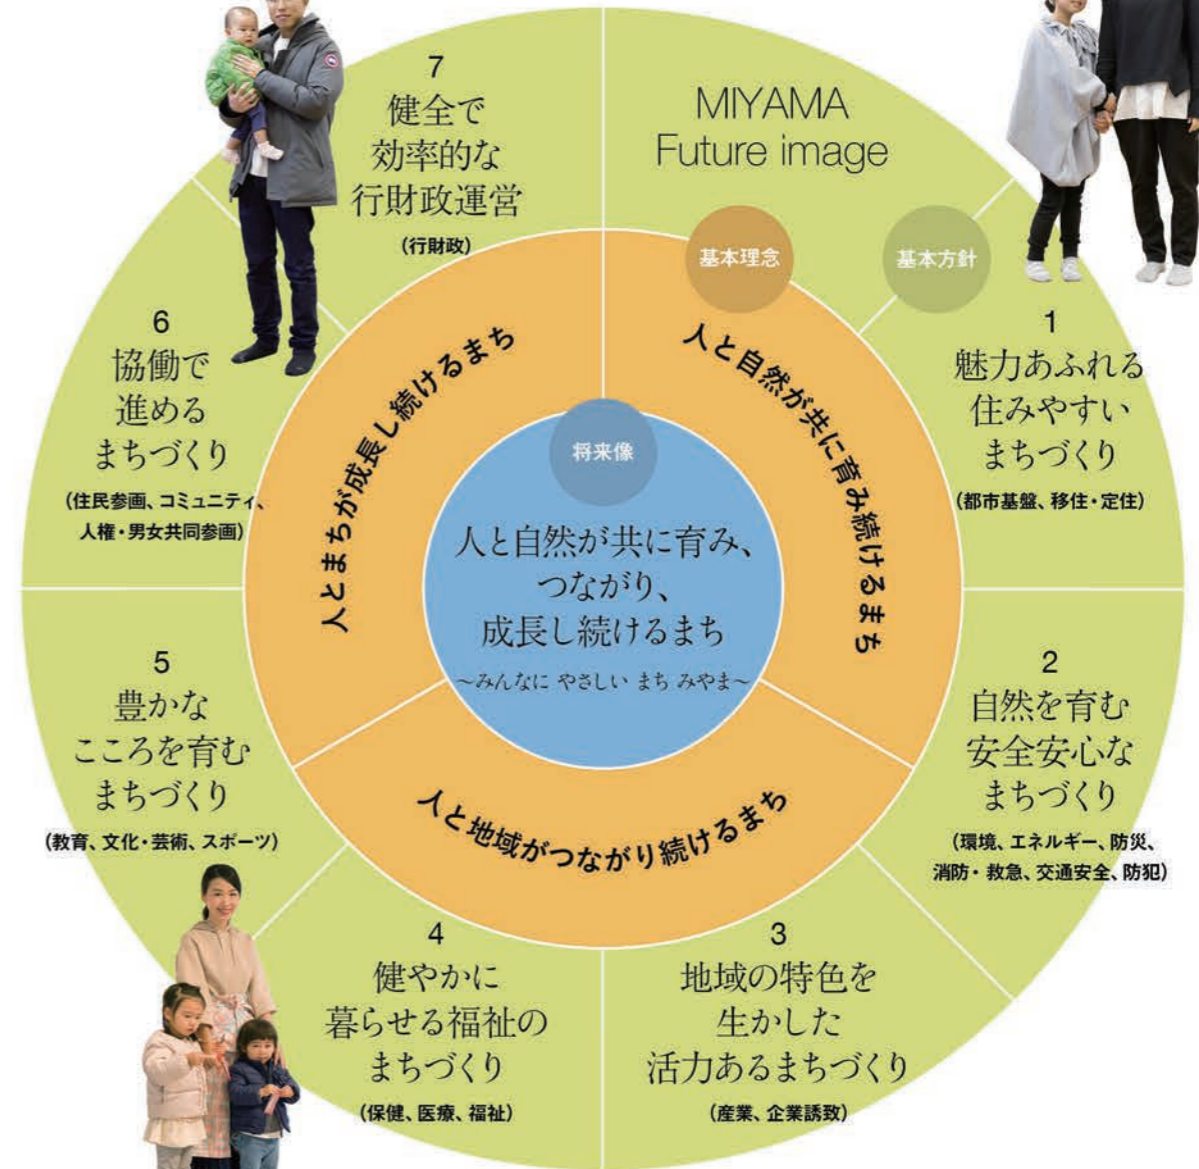 MIYAMA
Future image
基本理念
基本方針
将来像
人と自然が共に育み、
つながり、
成長し続けるまち
～みんなに やさしい まち みやま～
人と自然が共に育み続けるまち
人と地域がつながり続けるまち
人とまちが成長し続けるまち
1
魅力あふれる
住みやすい
まちづくり
(都市基盤、移住・定住)
2
自然を育む
安全安心な
まちづくり
(環境、エネルギー、防災、
消防・救急、交通安全、防犯)
3
地域の特色を
生かした
活力あるまちづくり
(産業、企業誘致)
4
健やかに
暮らせる福祉の
まちづくり
(保健、医療、福祉)
5
豊かな
こころを育む
まちづくり
(教育、文化・芸術、スポーツ)
6
協働で
進める
まちづくり
(住民参画、コミュニティ、
人権・男女共同参画)
7
健全で
効率的な
行財政運営
(行財政)